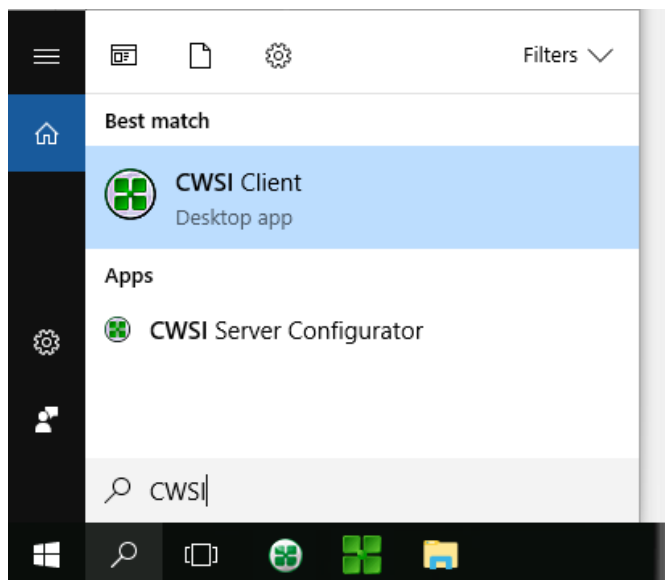 Filters
Best match
CWSI Client
Desktop app
Apps
CWSI Server Configurator
CWSI